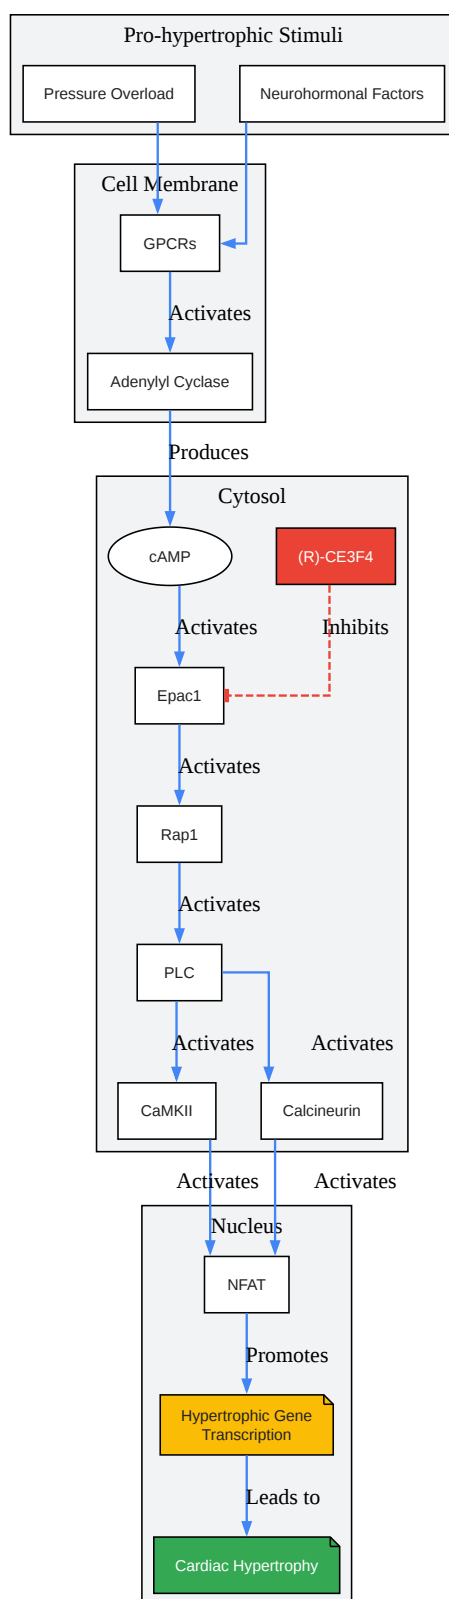 Pro-hypertrophic Stimuli
Pressure Overload
Neurohormonal Factors
Cell Membrane
GPCRs
Activates
Adenylyl Cyclase
Produces
Cytosol
cAMP
(R)-CE3F4
Activates
Inhibits
Epac1
Activates
Rap1
Activates
PLC
Activates
Activates
CaMKII
Calcineurin
Activates
Activates
Nucleus
NFAT
Promotes
Hypertrophic Gene
Transcription
Leads to
Cardiac Hypertrophy